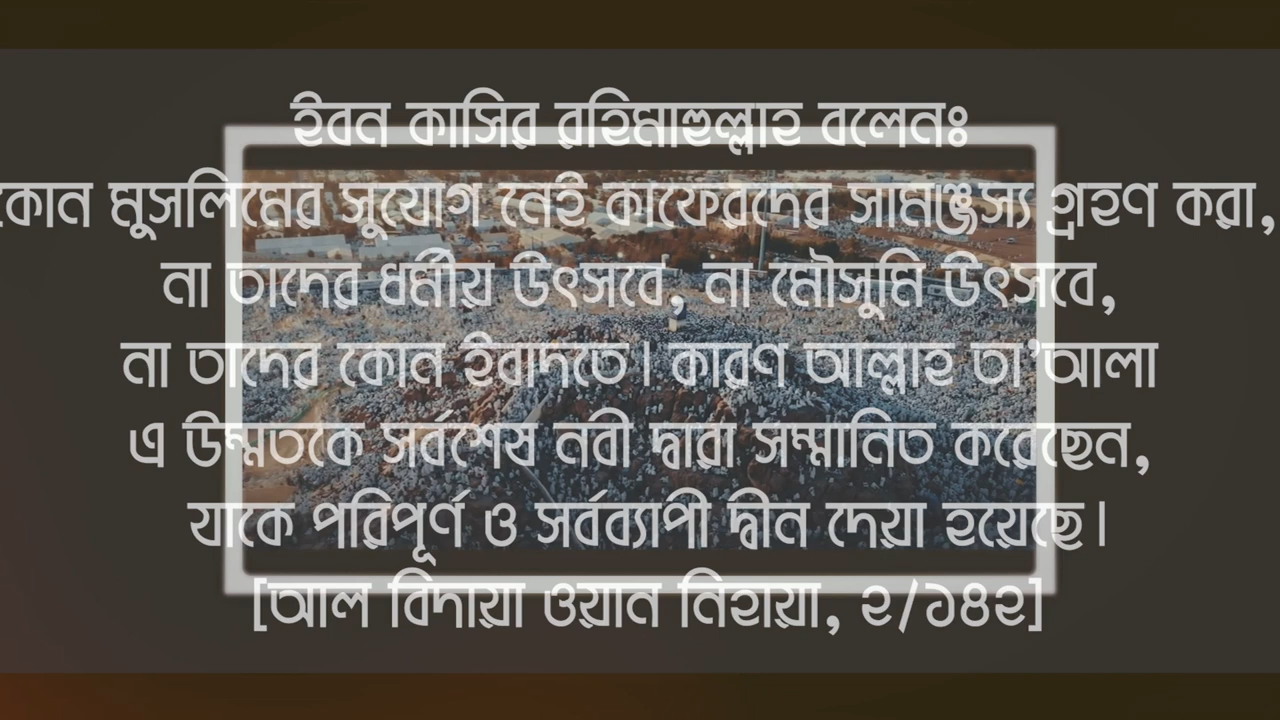 ইবন কাসির রহিমাহুল্লাহ বলেনঃ
কোন মুসলিমের সুযোগ নেই কাফেরদের সামঞ্জস্য গ্রহণ করা,
না তাদের ধর্মীয় উৎসবে, না মৌসুমি উৎসবে,
না তাদের কোন ইবাদতে। কারণ আল্লাহ তা'আলা
এ উম্মতকে সর্বশেষ নবী দ্বারা সম্মানিত করেছেন,
যাকে পরিপূর্ণ ও সর্বব্যাপী দ্বীন দেয়া হয়েছে।
[আল বিদায়া ওয়ান নিহায়া, ২/১৪২]